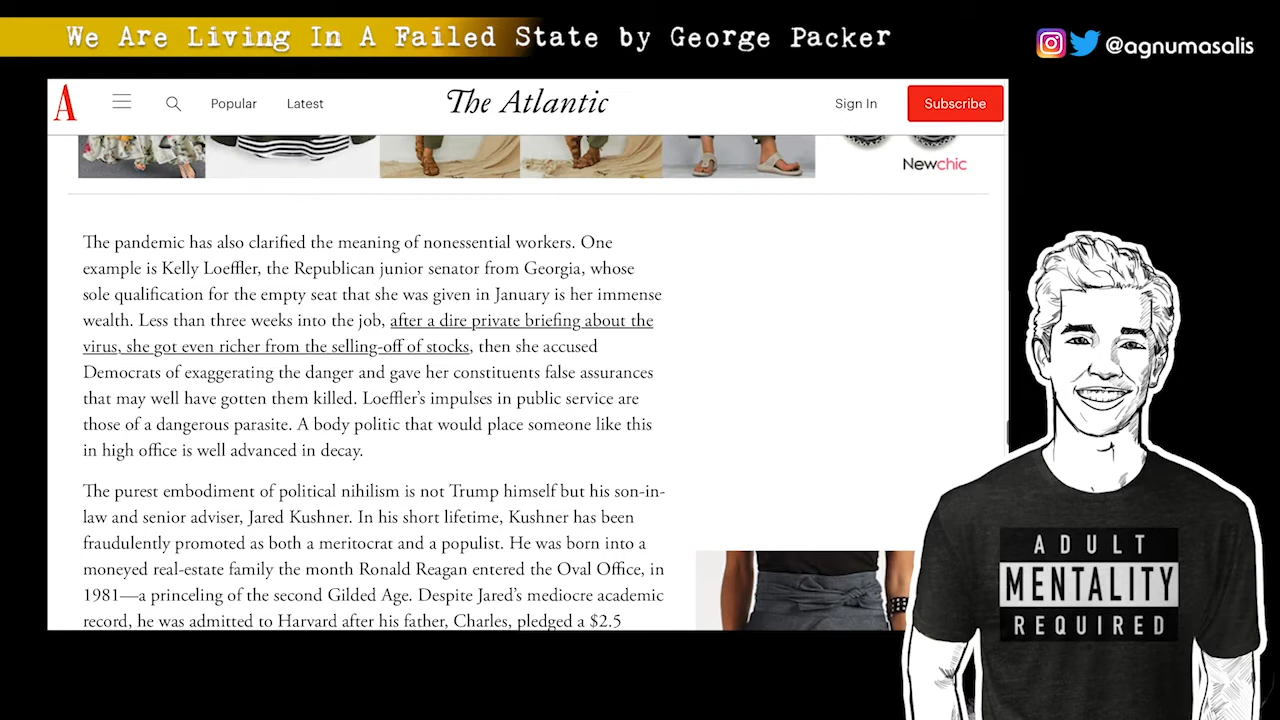 We Are Living In A Failed State by George Packer
@agnumasalis
A
Popular
Latest
The Atlantic
Sign In
Subscribe
Newchic
The pandemic has also clarified the meaning of nonessential workers. One
example is Kelly Loeffler, the Republican junior senator from Georgia, whose
sole qualification for the empty seat that she was given in January is her immense
wealth. Less than three weeks into the job, after a dire private briefing about the
virus, she got even richer from the selling-off of stocks, then she accused
Democrats of exaggerating the danger and gave her constituents false assurances
that may well have gotten them killed. Loeffler’s impulses in public service are
those of a dangerous parasite. A body politic that would place someone like this
in high office is well advanced in decay.
The purest embodiment of political nihilism is not Trump himself but his son-in-
law and senior adviser, Jared Kushner. In his short lifetime, Kushner has been
fraudulently promoted as both a meritocrat and a populist. He was born into a
moneyed real-estate family the month Ronald Reagan entered the Oval Office, in
1981—a princeling of the second Gilded Age. Despite Jared’s mediocre academic
record, he was admitted to Harvard after his father, Charles, pledged a $2.5
ADULT
MENTALITY
REQUIRED